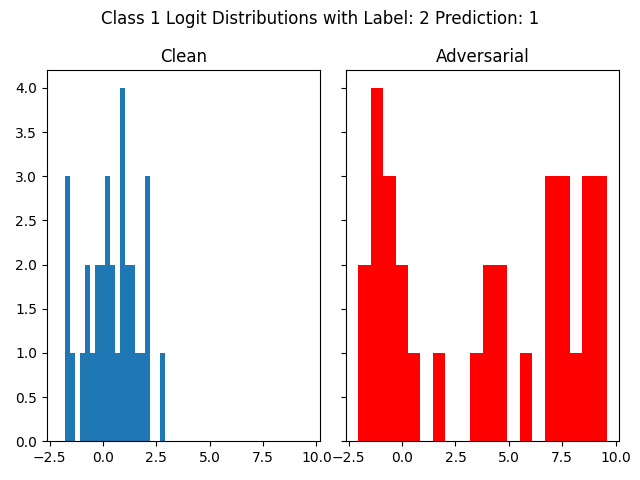 Class 1 Logit Distributions with Label: 2 Prediction: 1
Clean
Adversarial
4.0
3.5
3.0
2.5
2.0
1.5
1.0
0.5
0.0
−2.5 0.0 2.5 5.0 7.5 10.0
−2.5 0.0 2.5 5.0 7.5 10.0